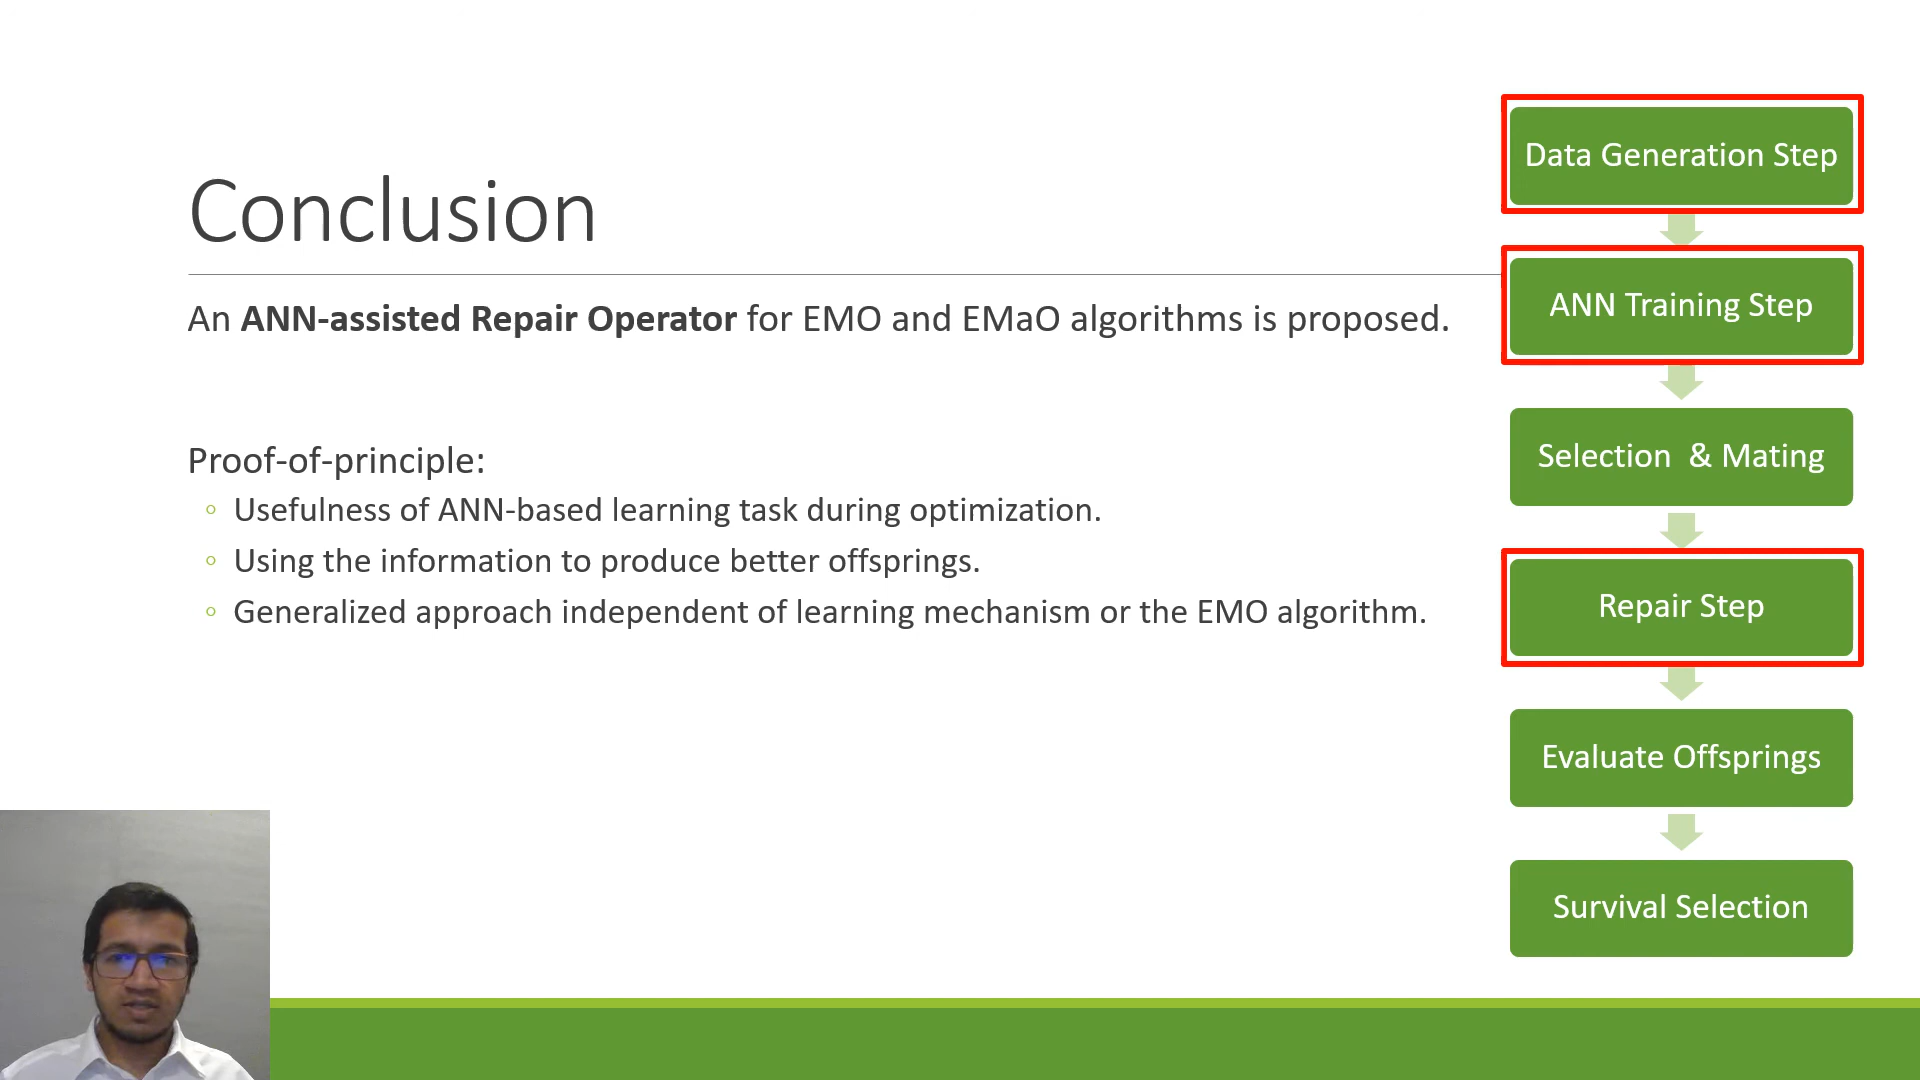 Conclusion
An ANN-assisted Repair Operator for EMO and EMaO algorithms is proposed.
Proof-of-principle:
Usefulness of ANN-based learning task during optimization.
Using the information to produce better offsprings.
Generalized approach independent of learning mechanism or the EMO algorithm.
Data Generation Step
ANN Training Step
Selection & Mating
Repair Step
Evaluate Offsprings
Survival Selection